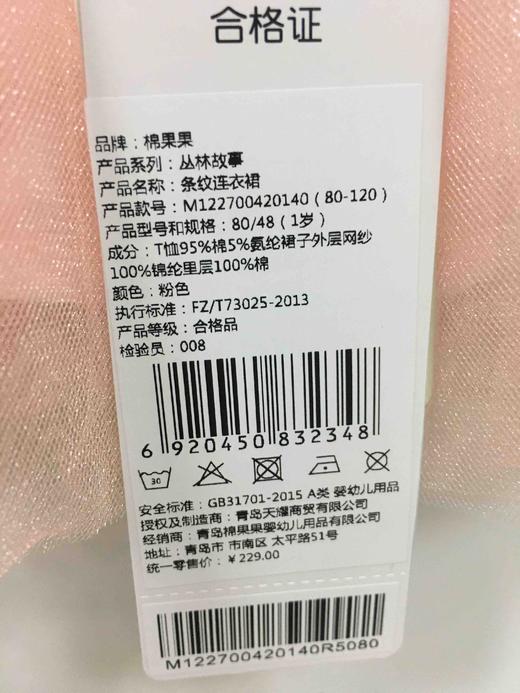 合格证
品牌：棉果果
产品系列：丛林故事
产品名称：条纹连衣裙
产品款号：M122700420140（80-120）
产品型号和规格：80/48（1岁）
成分：T恤95%棉5%氨纶裙子外层网纱
100%锦纶里层100%棉
颜色：粉色
执行标准：FZ/T73025-2013
产品等级：合格品
检验员：008
6 920450 832348
30
安全标准：GB31701-2015 A类 婴幼儿用品
授权及制造商：青岛天耀商贸有限公司
经销商：青岛棉果果婴幼儿用品有限公司
地址：青岛市 市南区 太平路51号
统一零售价：￥229.00
M122700420140R5080